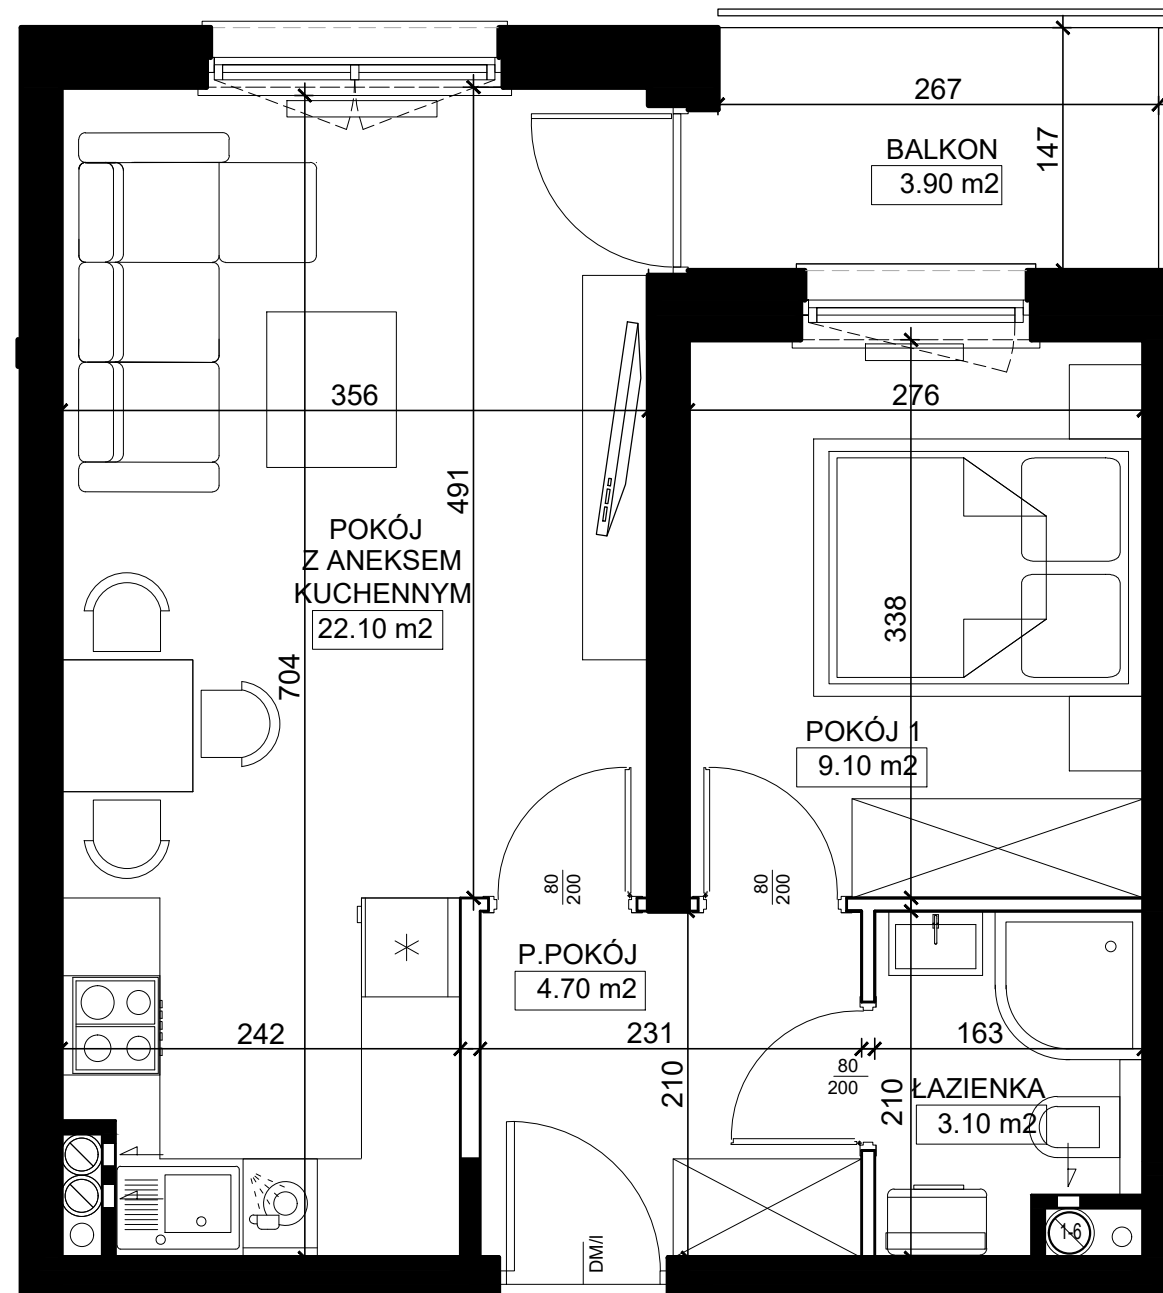 267
BALKON
3.90 m2
147
356
276
491
POKÓJ
Z ANEKSEM
KUCHENNYM
22.10 m2
338
704
POKÓJ 1
9.10 m2
80
200
80
200
P.POKÓJ
4.70 m2
242
231
163
80
200
210
210
ŁAZIENKA
3.10 m2
DM/I
1.6